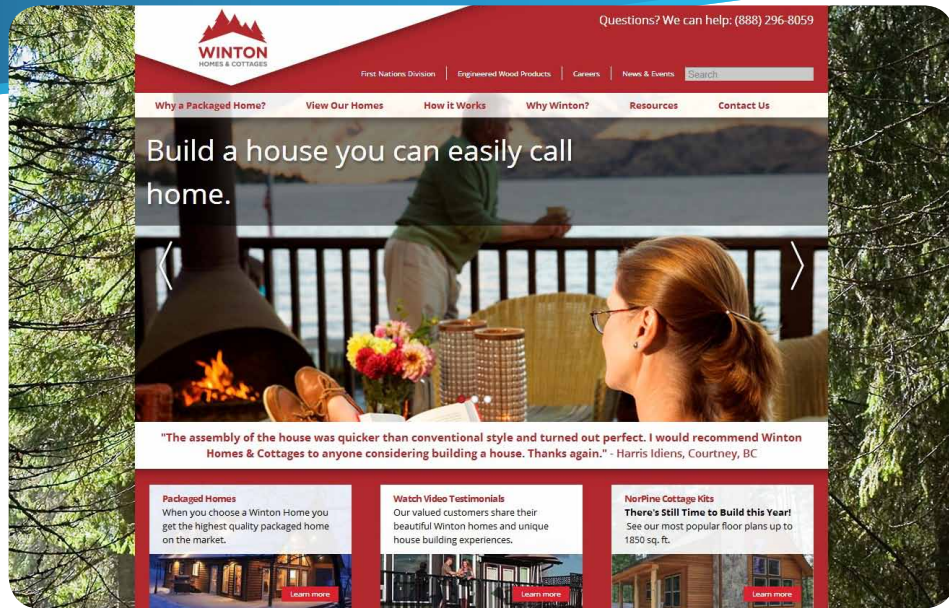 WINTON
HOMES & COTTAGES
Questions? We can help: (888) 296-8059
First Nations Division
Engineered Wood Products
Careers
News & Events
Search
Why a Packaged Home?
View Our Homes
How it Works
Why Winton?
Resources
Contact Us
Build a house you can easily call
home.
"The assembly of the house was quicker than conventional style and turned out perfect. I would recommend Winton
Homes & Cottages to anyone considering building a house. Thanks again." - Harris Idiens, Courtney, BC
Packaged Homes
When you choose a Winton Home you
get the highest quality packaged home
on the market.
Learn more
Watch Video Testimonials
Our valued customers share their
beautiful Winton homes and unique
house building experiences.
Learn more
NorPine Cottage Kits
There's Still Time to Build this Year!
See our most popular floor plans up to
1850 sq. ft.
Learn more